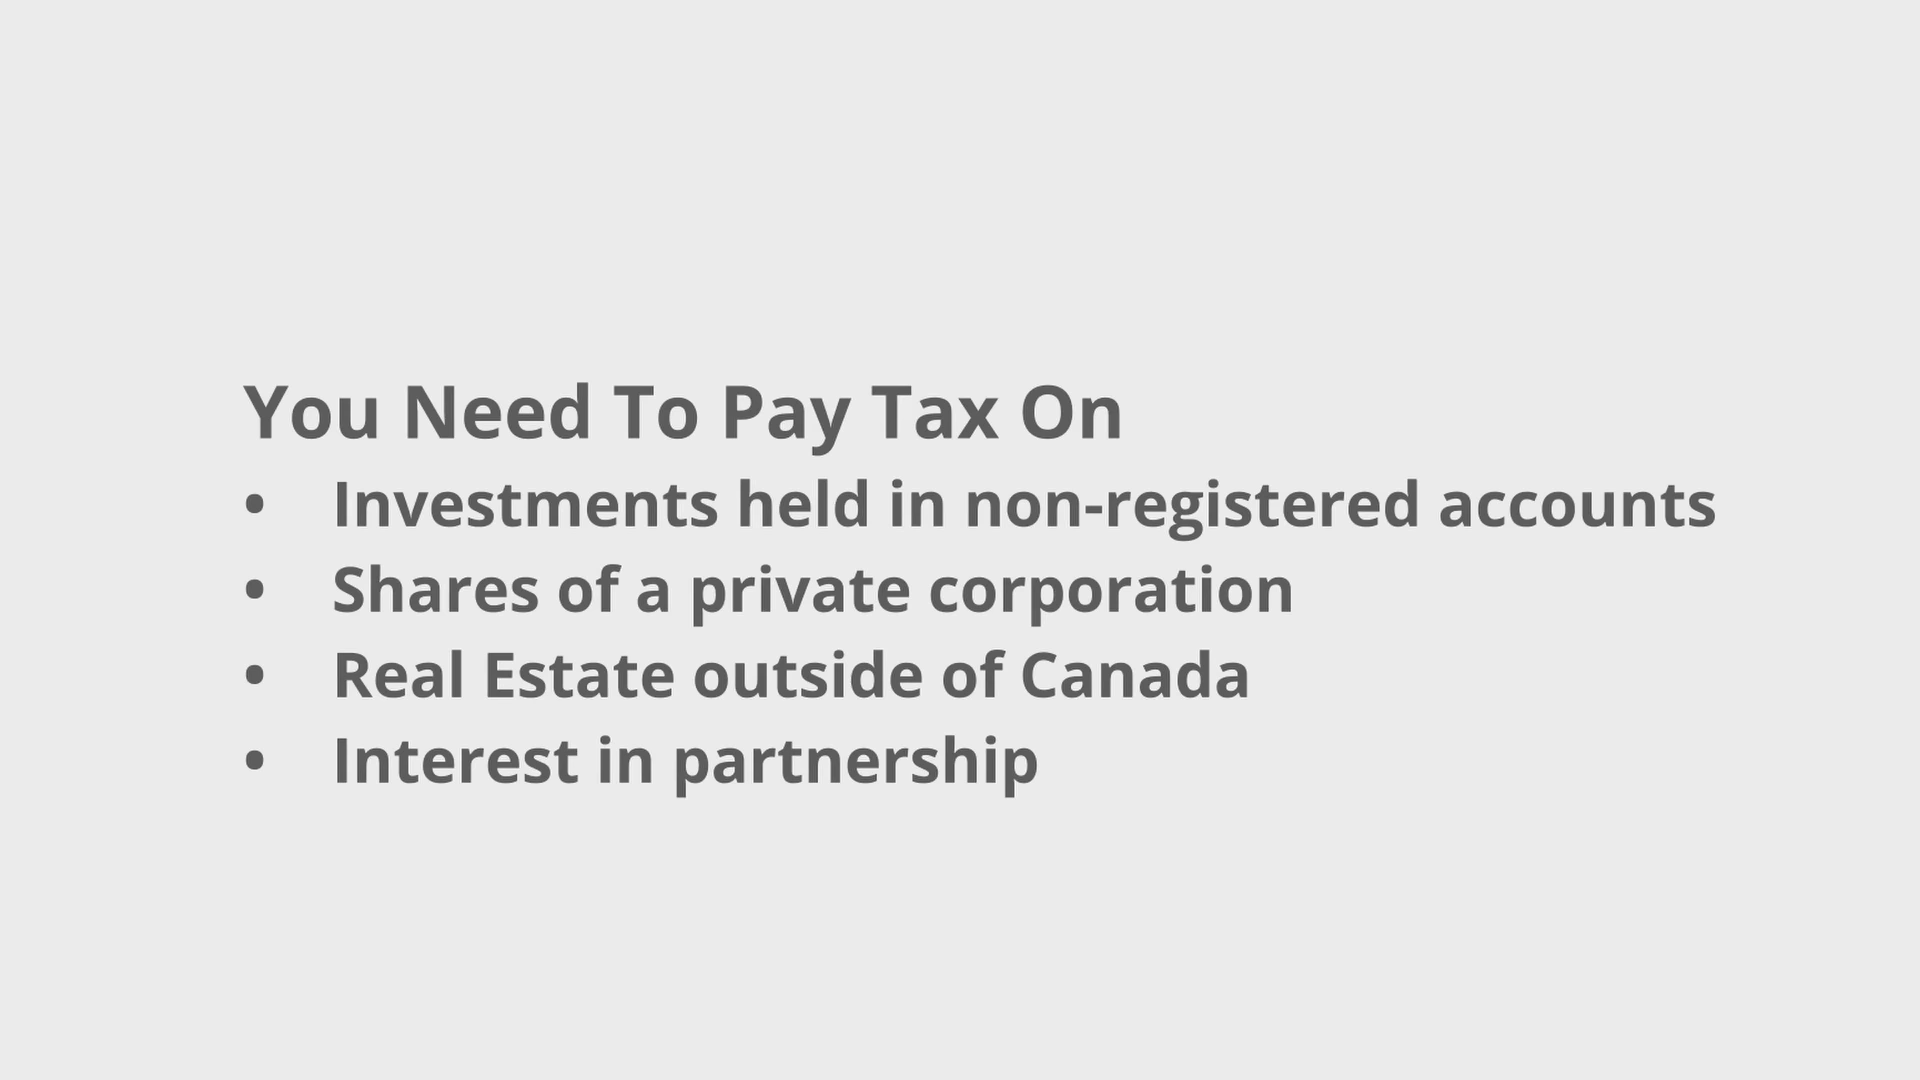 You Need To Pay Tax On
• Investments held in non-registered accounts
• Shares of a private corporation
• Real Estate outside of Canada
• Interest in partnership